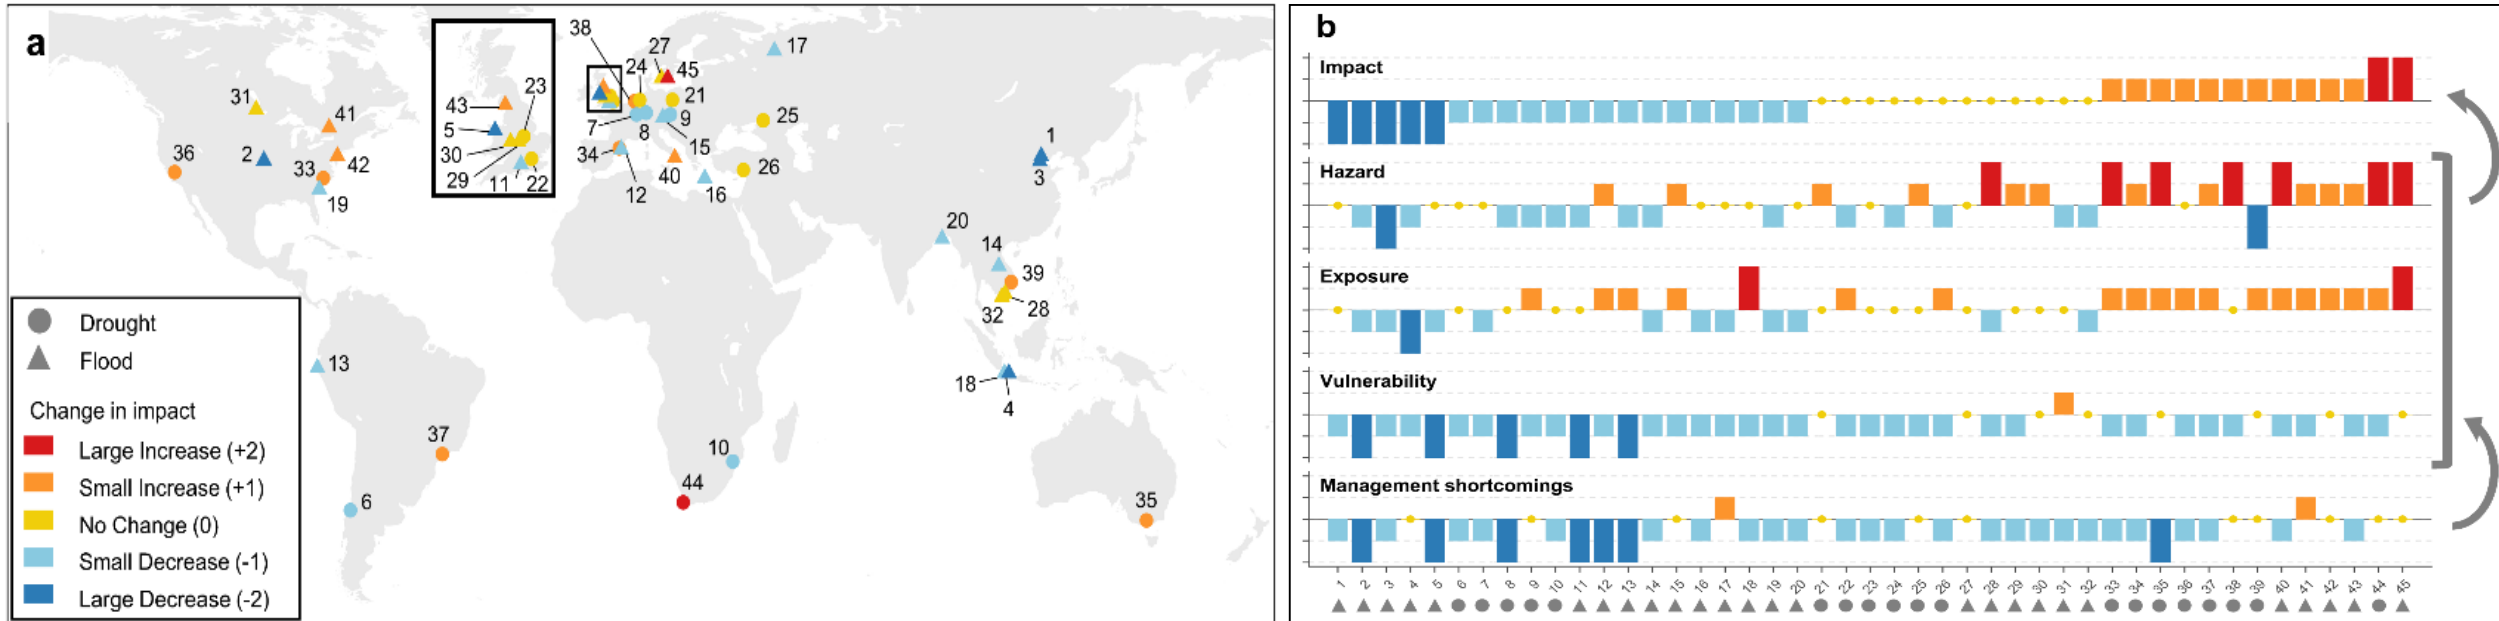 a
38
27
17
24
45
31
23
43
41
21
5
25
7
9
1
8
36
2
30
15
42
33
34
3
29
11
22
40
26
12
16
19
20
14
39
32
28
13
18
4
37
10
6
44
35
Drought
Flood
Change in impact
Large Increase (+2)
Small Increase (+1)
No Change (0)
Small Decrease (-1)
Large Decrease (-2)
b
Impact
Hazard
Exposure
Vulnerability
Management shortcomings
1 2 3 4 5 6 7 8 9 10 11 12 13 14 15 16 17 18 19 20 21 22 23 24 25 26 27 28 29 30 31 32 33 34 35 36 37 38 39 40 41 42 43 44 45